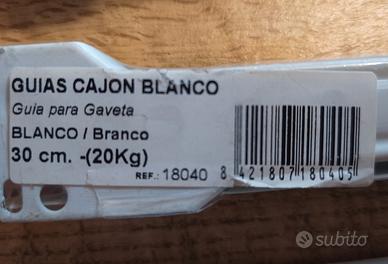 GUIAS CAJON BLANCO
Guia para Gaveta
BLANCO / Branco
30 cm. -(20Kg)
REF.: 18040
8 421807 180405
subito